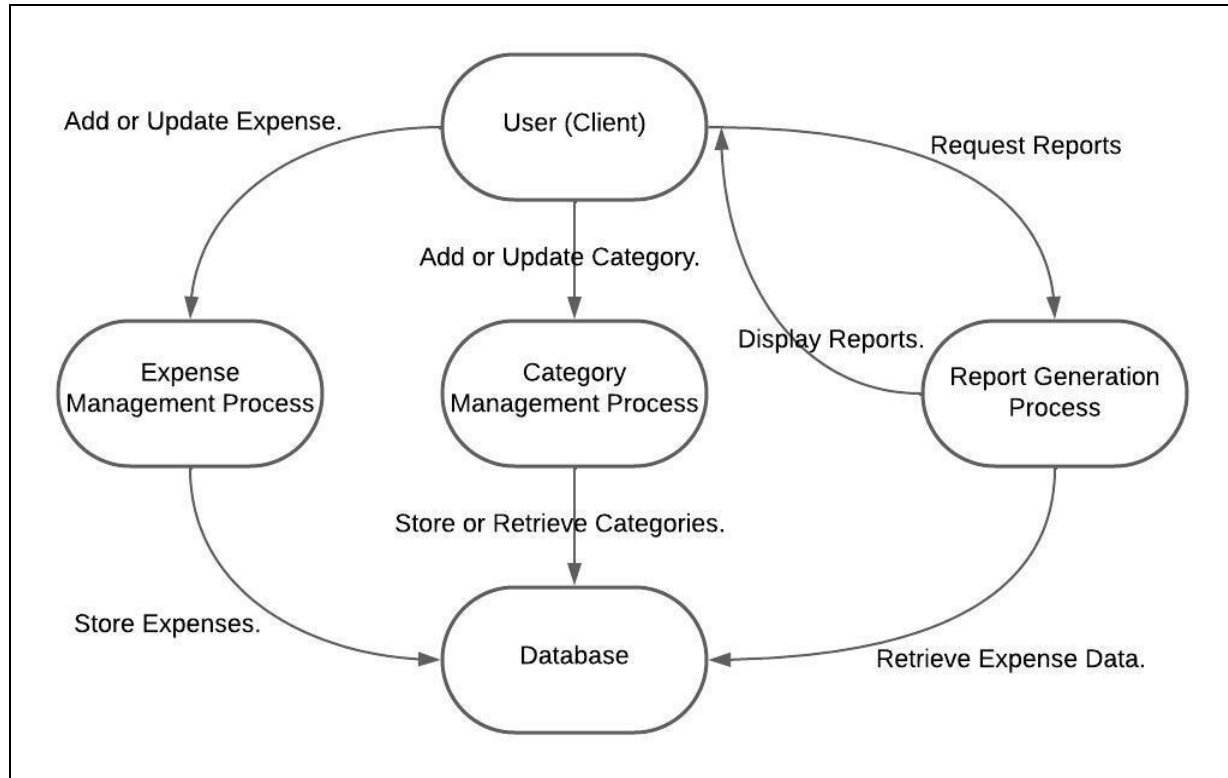 User (Client)
Add or Update Expense.
Request Reports
Add or Update Category.
Display Reports.
Expense
Management Process
Category
Management Process
Report Generation
Process
Store or Retrieve Categories.
Store Expenses.
Database
Retrieve Expense Data.